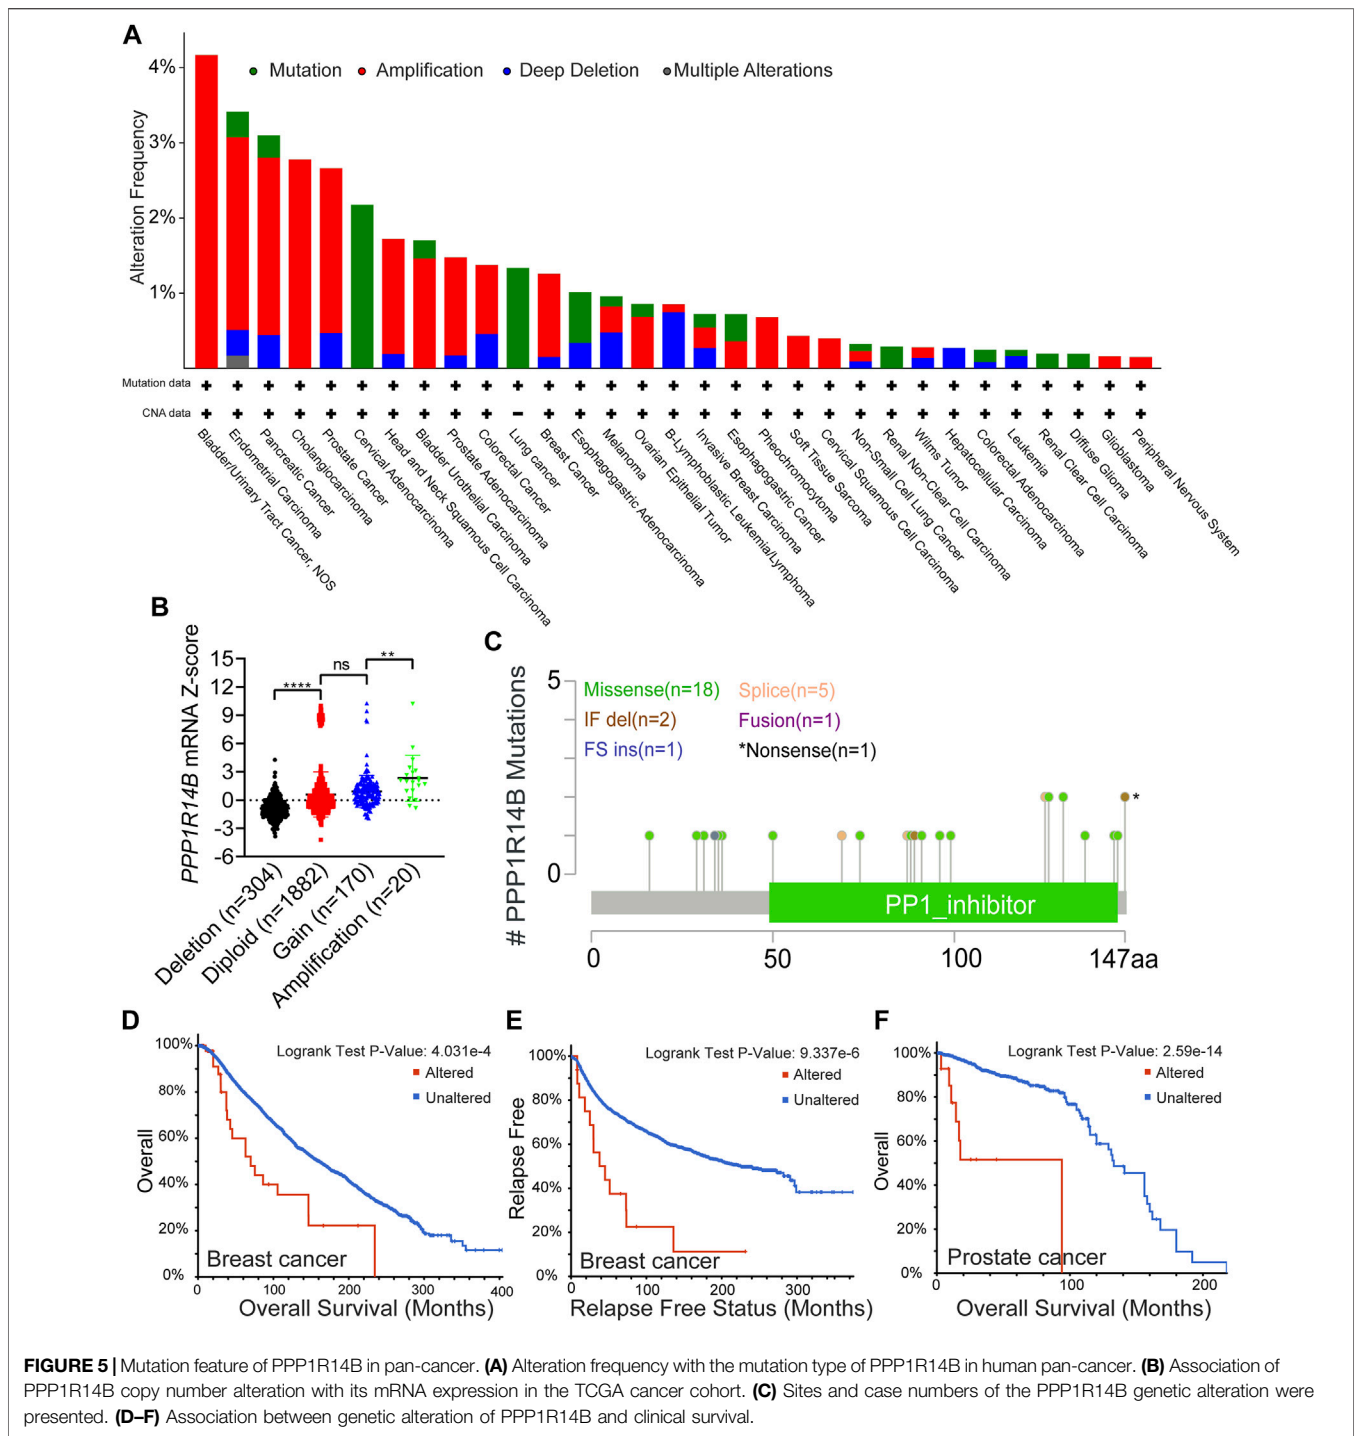 A
4%
3%
2%
1%
Alteration Frequency
Mutation
Amplification
Deep Deletion
Multiple Alterations
Mutation data + + + + + + + + + + + + + + + + + + + + + + + + + + + + + + +
CNA data + + + + + + + + + + − + + + + + + + + + + + + + + + + + + + +
Bladder/Urinary Tract Cancer, NOS
Endometrial Carcinoma
Pancreatic Cancer
Cholangiocarcinoma
Prostate Cancer
Cervical Adenocarcinoma
Head and Neck Squamous Cell Carcinoma
Bladder Urothelial Carcinoma
Prostate Adenocarcinoma
Colorectal Cancer
Lung cancer
Breast Cancer
Esophagogastric Adenocarcinoma
Melanoma
Ovarian Epithelial Tumor
B-Lymphoblastic Leukemia/Lymphoma
Invasive Breast Carcinoma
Esophagogastric Cancer
Pheochromocytoma
Soft Tissue Sarcoma
Cervical Squamous Cell Carcinoma
Non-Small Cell Lung Cancer
Renal Non-Clear Cell Carcinoma
Wilms Tumor
Hepatocellular Carcinoma
Colorectal Adenocarcinoma
Leukemia
Renal Clear Cell Carcinoma
Diffuse Glioma
Glioblastoma
Peripheral Nervous System
B
PPP1R14B mRNA Z-score
15
12
9
6
3
0
-3
-6
****
ns
**
Deletion (n=304)
Diploid (n=1882)
Gain (n=170)
Amplification (n=20)
C
# PPP1R14B Mutations
5
0
Missense(n=18)
Splice(n=5)
IF del(n=2)
Fusion(n=1)
FS ins(n=1)
*Nonsense(n=1)
*
PP1_inhibitor
0 50 100 147aa
D
Overall
100%
80%
60%
40%
20%
0%
Logrank Test P-Value: 4.031e-4
Altered
Unaltered
Breast cancer
0 100 200 300 400
Overall Survival (Months)
E
Relapse Free
100%
80%
60%
40%
20%
0%
Logrank Test P-Value: 9.337e-6
Altered
Unaltered
Breast cancer
0 100 200 300
Relapse Free Status (Months)
F
Overall
100%
80%
60%
40%
20%
0%
Logrank Test P-Value: 2.59e-14
Altered
Unaltered
Prostate cancer
0 100 200
Overall Survival (Months)
FIGURE 5 | Mutation feature of PPP1R14B in pan-cancer. (A) Alteration frequency with the mutation type of PPP1R14B in human pan-cancer. (B) Association of
PPP1R14B copy number alteration with its mRNA expression in the TCGA cancer cohort. (C) Sites and case numbers of the PPP1R14B genetic alteration were
presented. (D–F) Association between genetic alteration of PPP1R14B and clinical survival.